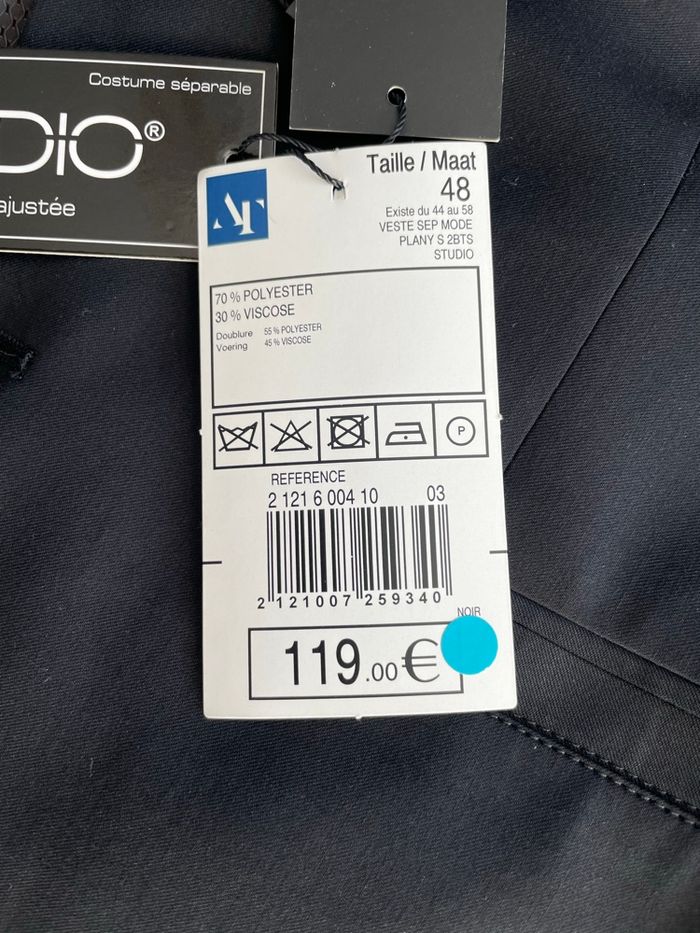 Costume séparable
DIO®
ajustée
AT
Taille / Maat
48
Existe du 44 au 58
VESTE SEP MODE
PLANY S 2BTS
STUDIO
70 % POLYESTER
30 % VISCOSE
Doublure 55 % POLYESTER
Voering 45 % VISCOSE
P
REFERENCE
2 121 6 004 10 03
2 121007 259340
NOIR
119.00 €